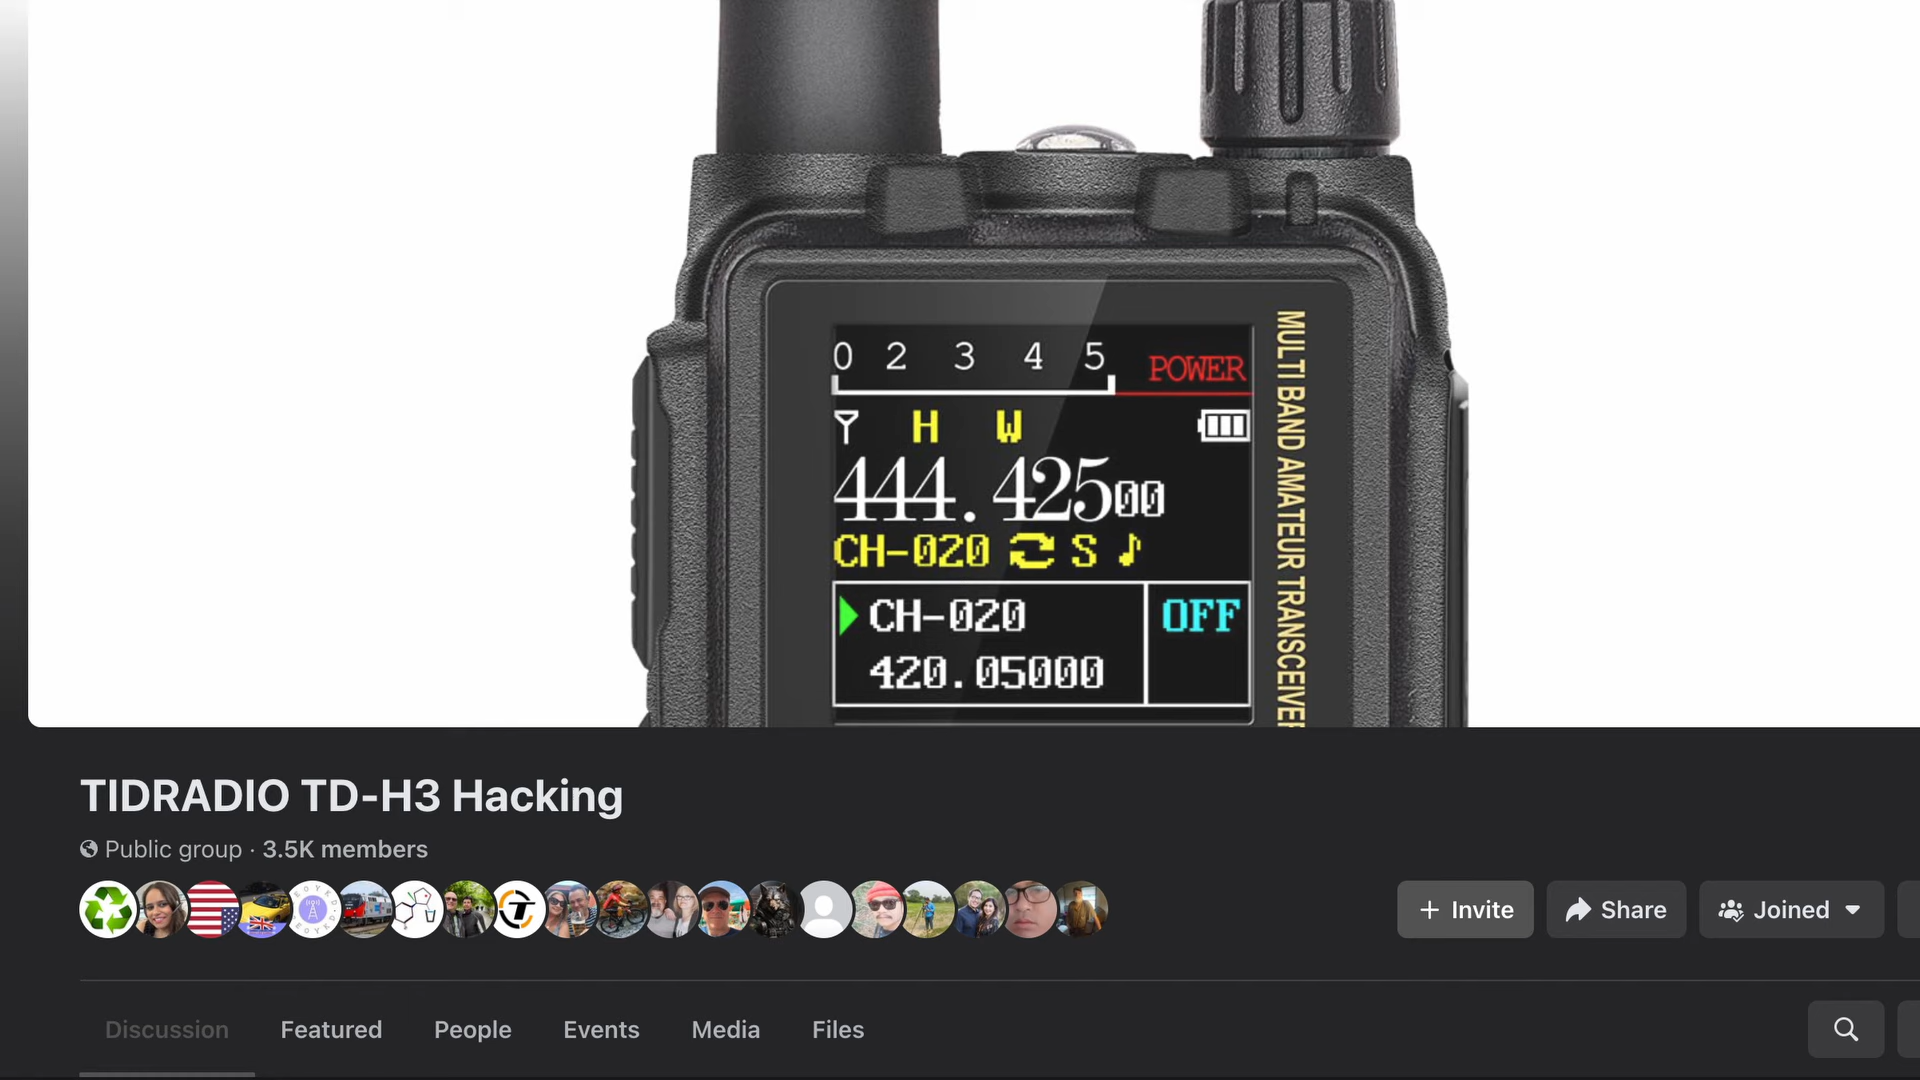 0 2 3 4 5 POWER
H W
444.42500
CH-020 S
CH-020 OFF
420.05000
MULTI BAND AMATEUR TRANSCEIVER
TIDRADIO TD-H3 Hacking
Public group · 3.5K members
+ Invite
Share
Joined
Discussion
Featured
People
Events
Media
Files